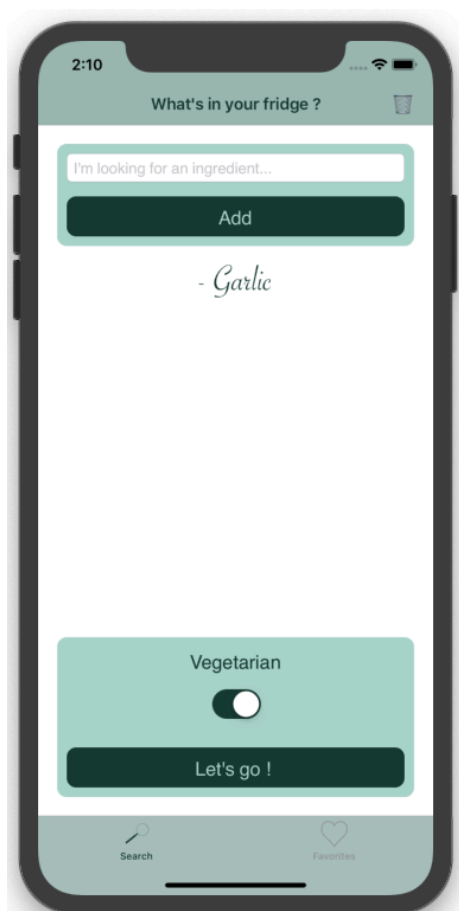 2:10
What's in your fridge ?
I'm looking for an ingredient...
Add
- Garlic
Vegetarian
Let's go !
Search
Favorites